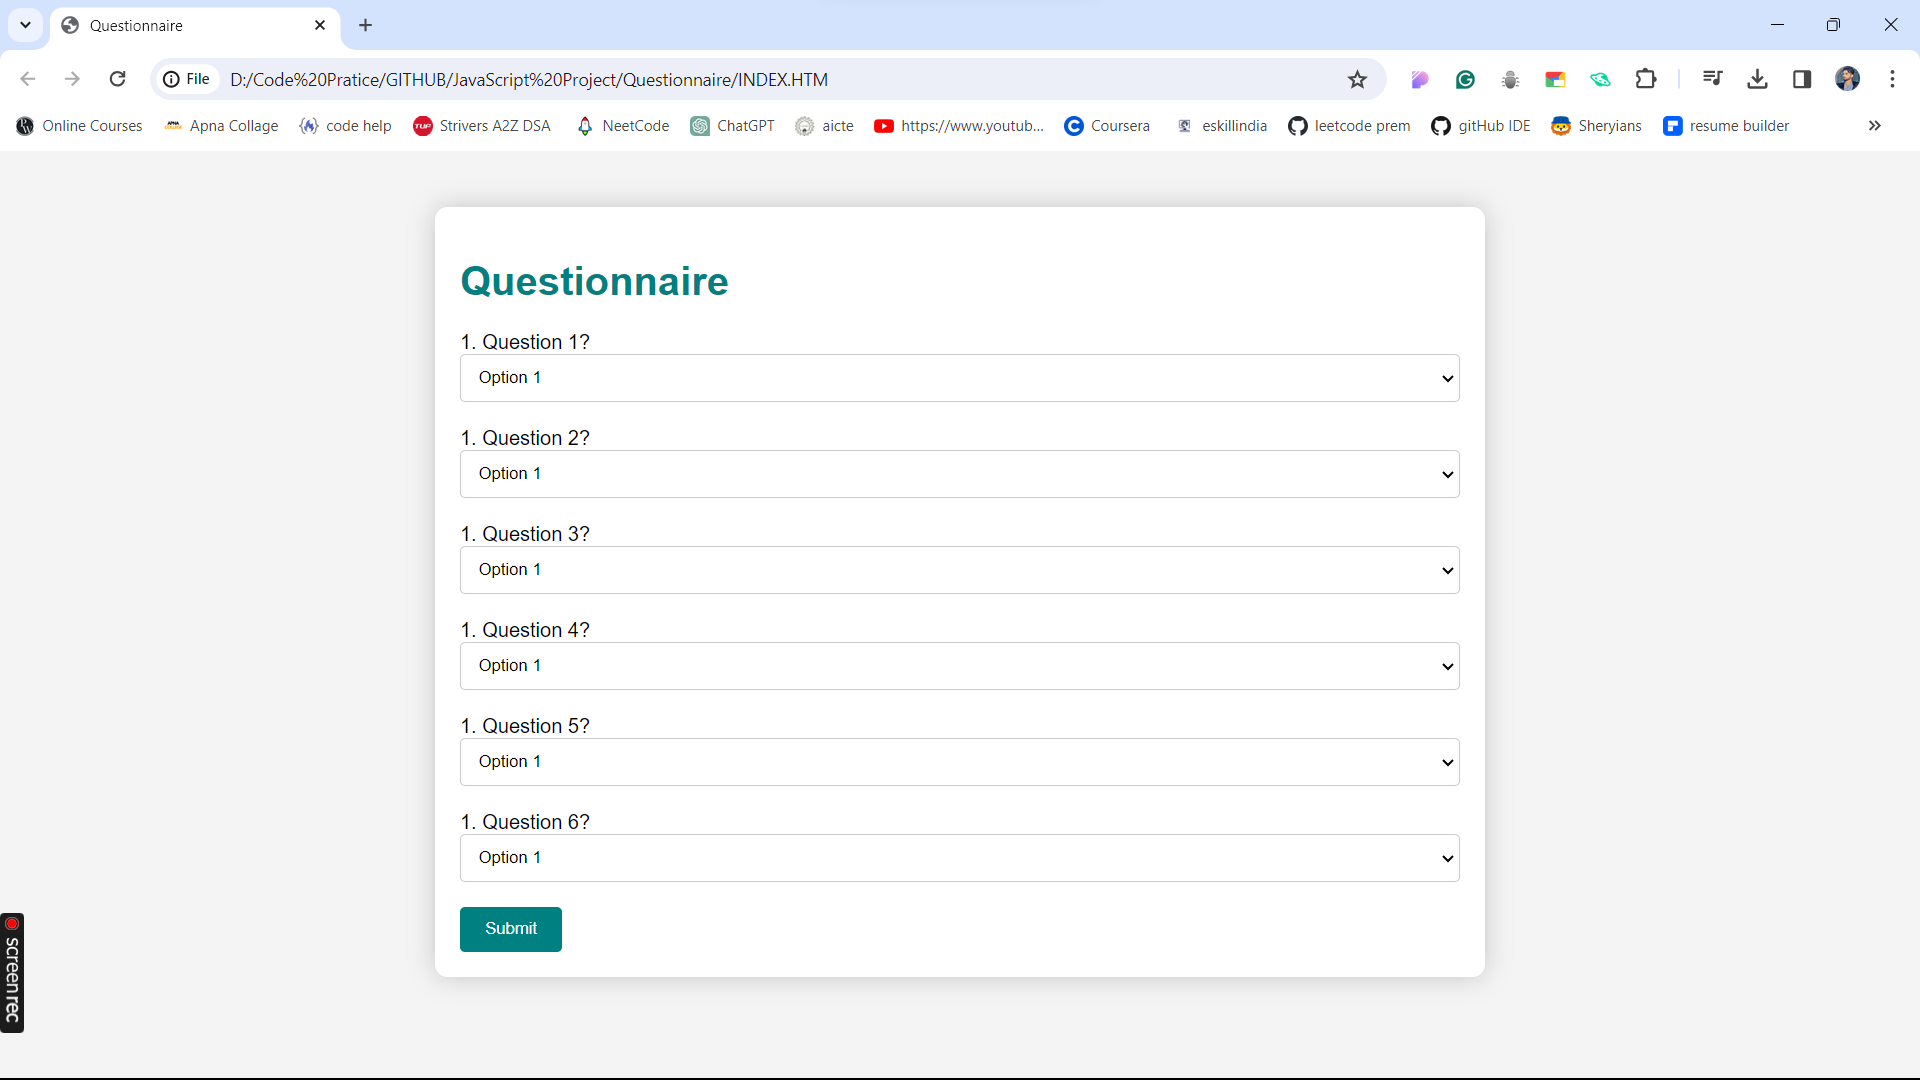 Questionnaire
File D:/Code%20Pratice/GITHUB/JavaScript%20Project/Questionnaire/INDEX.HTM
Online Courses Apna Collage code help TUF Strivers A2Z DSA NeetCode ChatGPT aicte https://www.youtub... Coursera eskillindia leetcode prem gitHub IDE Sheryians resume builder
Questionnaire
1. Question 1?
Option 1
1. Question 2?
Option 1
1. Question 3?
Option 1
1. Question 4?
Option 1
1. Question 5?
Option 1
1. Question 6?
Option 1
Submit
screenrec